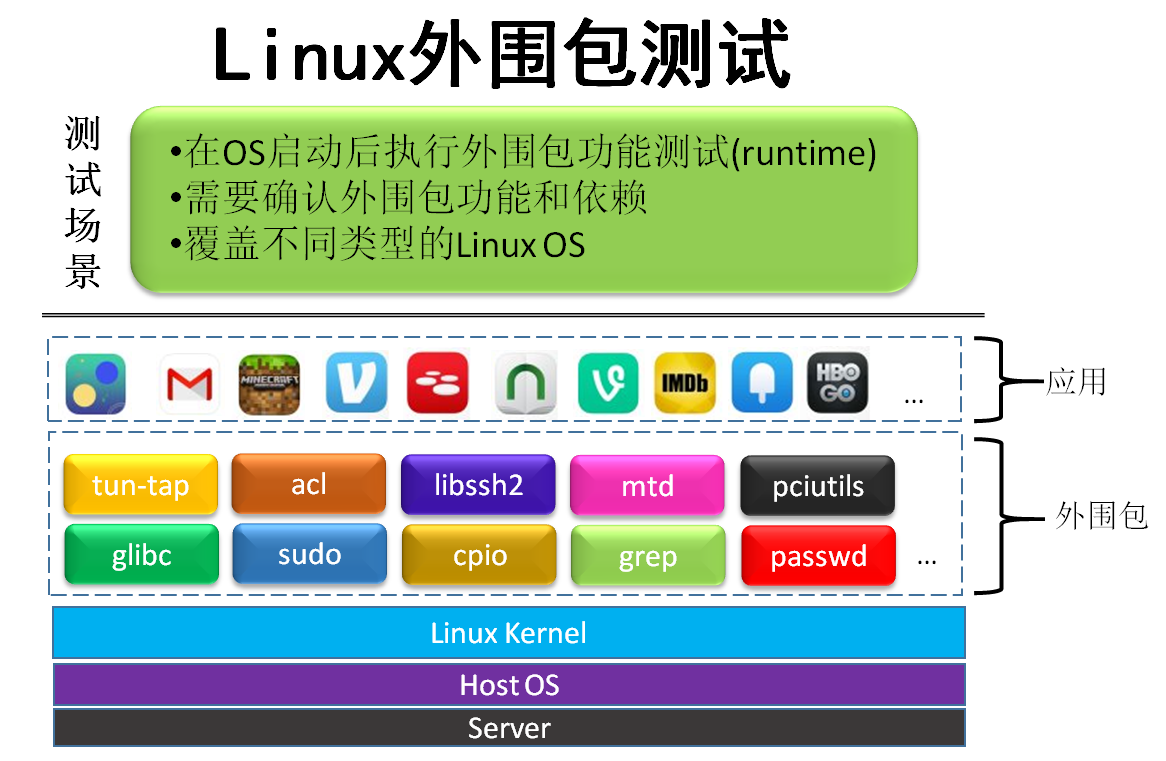 Linux外围包测试
测试场景
•在OS启动后执行外围包功能测试(runtime)
•需要确认外围包功能和依赖
•覆盖不同类型的Linux OS
MINECRAFT
IMDb
HBO
GO
...
应用
tun-tap
acl
libssh2
mtd
pciutils
glibc
sudo
cpio
grep
passwd
...
外围包
Linux Kernel
Host OS
Server